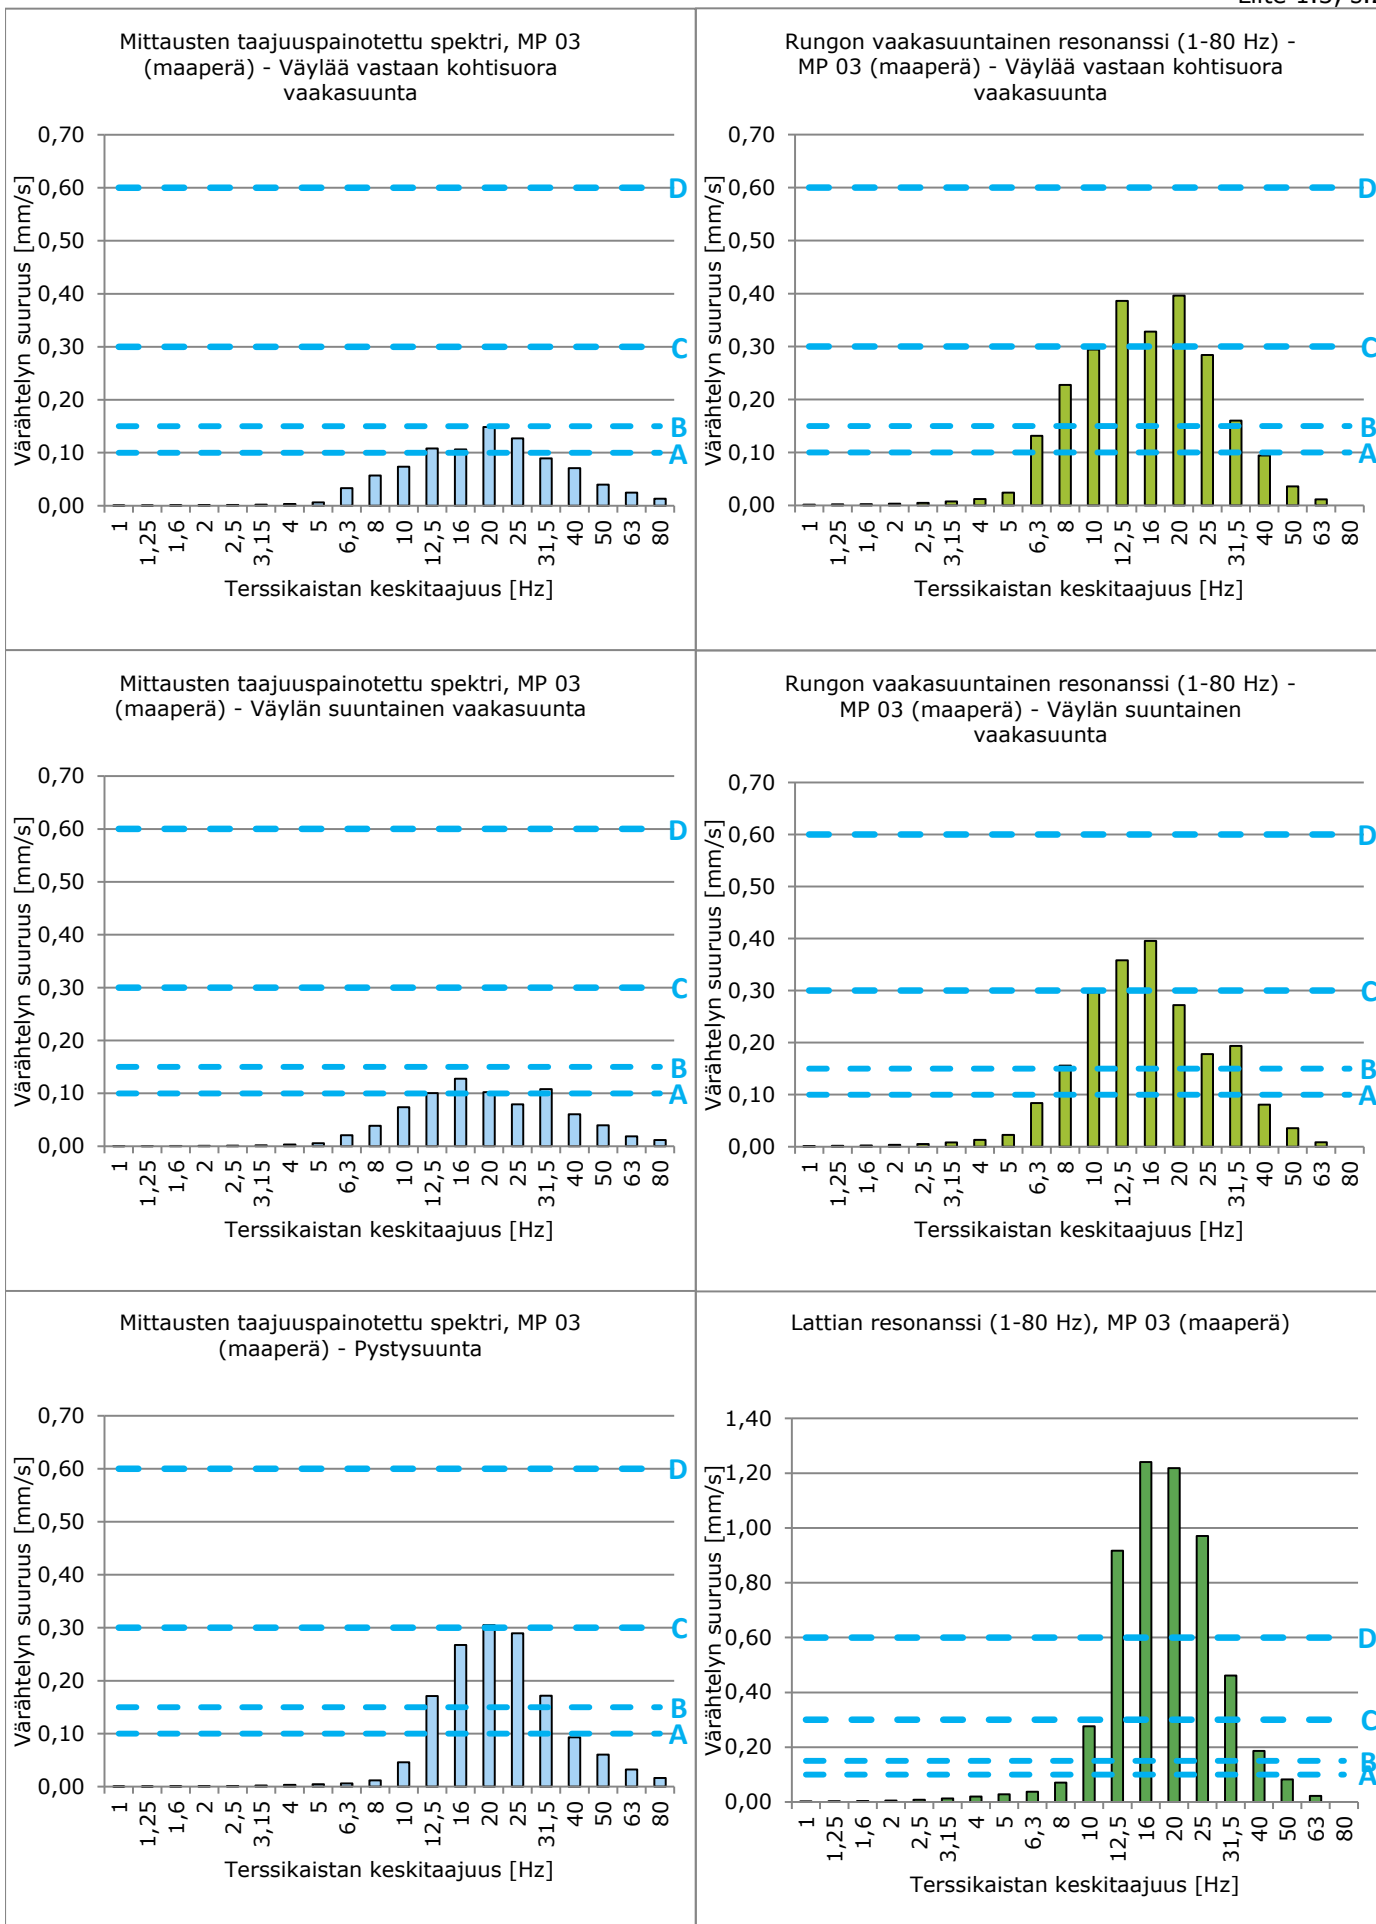 Mittausten taajuuspainotettu spektri, MP 03
(maaperä) - Väylää vastaan kohtisuora
vaakasuunta
Värähtelyn suuruus [mm/s]
0,70
0,60
0,50
0,40
0,30
0,20
0,10
0,00
D
C
B
A
1 1,25 1,6 2 2,5 3,15 4 5 6,3 8 10 12,5 16 20 25 31,5 40 50 63 80
Terssikaistan keskitaajuus [Hz]
Rungon vaakasuuntainen resonanssi (1-80 Hz) -
MP 03 (maaperä) - Väylää vastaan kohtisuora
vaakasuunta
Värähtelyn suuruus [mm/s]
0,70
0,60
0,50
0,40
0,30
0,20
0,10
0,00
D
C
B
A
1 1,25 1,6 2 2,5 3,15 4 5 6,3 8 10 12,5 16 20 25 31,5 40 50 63 80
Terssikaistan keskitaajuus [Hz]
Mittausten taajuuspainotettu spektri, MP 03
(maaperä) - Väylän suuntainen vaakasuunta
Värähtelyn suuruus [mm/s]
0,70
0,60
0,50
0,40
0,30
0,20
0,10
0,00
D
C
B
A
1 1,25 1,6 2 2,5 3,15 4 5 6,3 8 10 12,5 16 20 25 31,5 40 50 63 80
Terssikaistan keskitaajuus [Hz]
Rungon vaakasuuntainen resonanssi (1-80 Hz) -
MP 03 (maaperä) - Väylän suuntainen
vaakasuunta
Värähtelyn suuruus [mm/s]
0,70
0,60
0,50
0,40
0,30
0,20
0,10
0,00
D
C
B
A
1 1,25 1,6 2 2,5 3,15 4 5 6,3 8 10 12,5 16 20 25 31,5 40 50 63 80
Terssikaistan keskitaajuus [Hz]
Mittausten taajuuspainotettu spektri, MP 03
(maaperä) - Pystysuunta
Värähtelyn suuruus [mm/s]
0,70
0,60
0,50
0,40
0,30
0,20
0,10
0,00
D
C
B
A
1 1,25 1,6 2 2,5 3,15 4 5 6,3 8 10 12,5 16 20 25 31,5 40 50 63 80
Terssikaistan keskitaajuus [Hz]
Lattian resonanssi (1-80 Hz), MP 03 (maaperä)
Värähtelyn suuruus [mm/s]
1,40
1,20
1,00
0,80
0,60
0,40
0,20
0,00
D
C
B
A
1 1,25 1,6 2 2,5 3,15 4 5 6,3 8 10 12,5 16 20 25 31,5 40 50 63 80
Terssikaistan keskitaajuus [Hz]